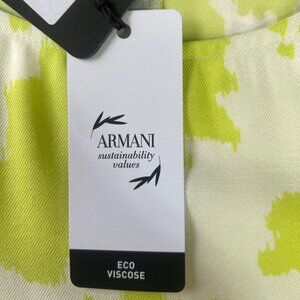 ARMANI
sustainability
values
ECO
VISCOSE